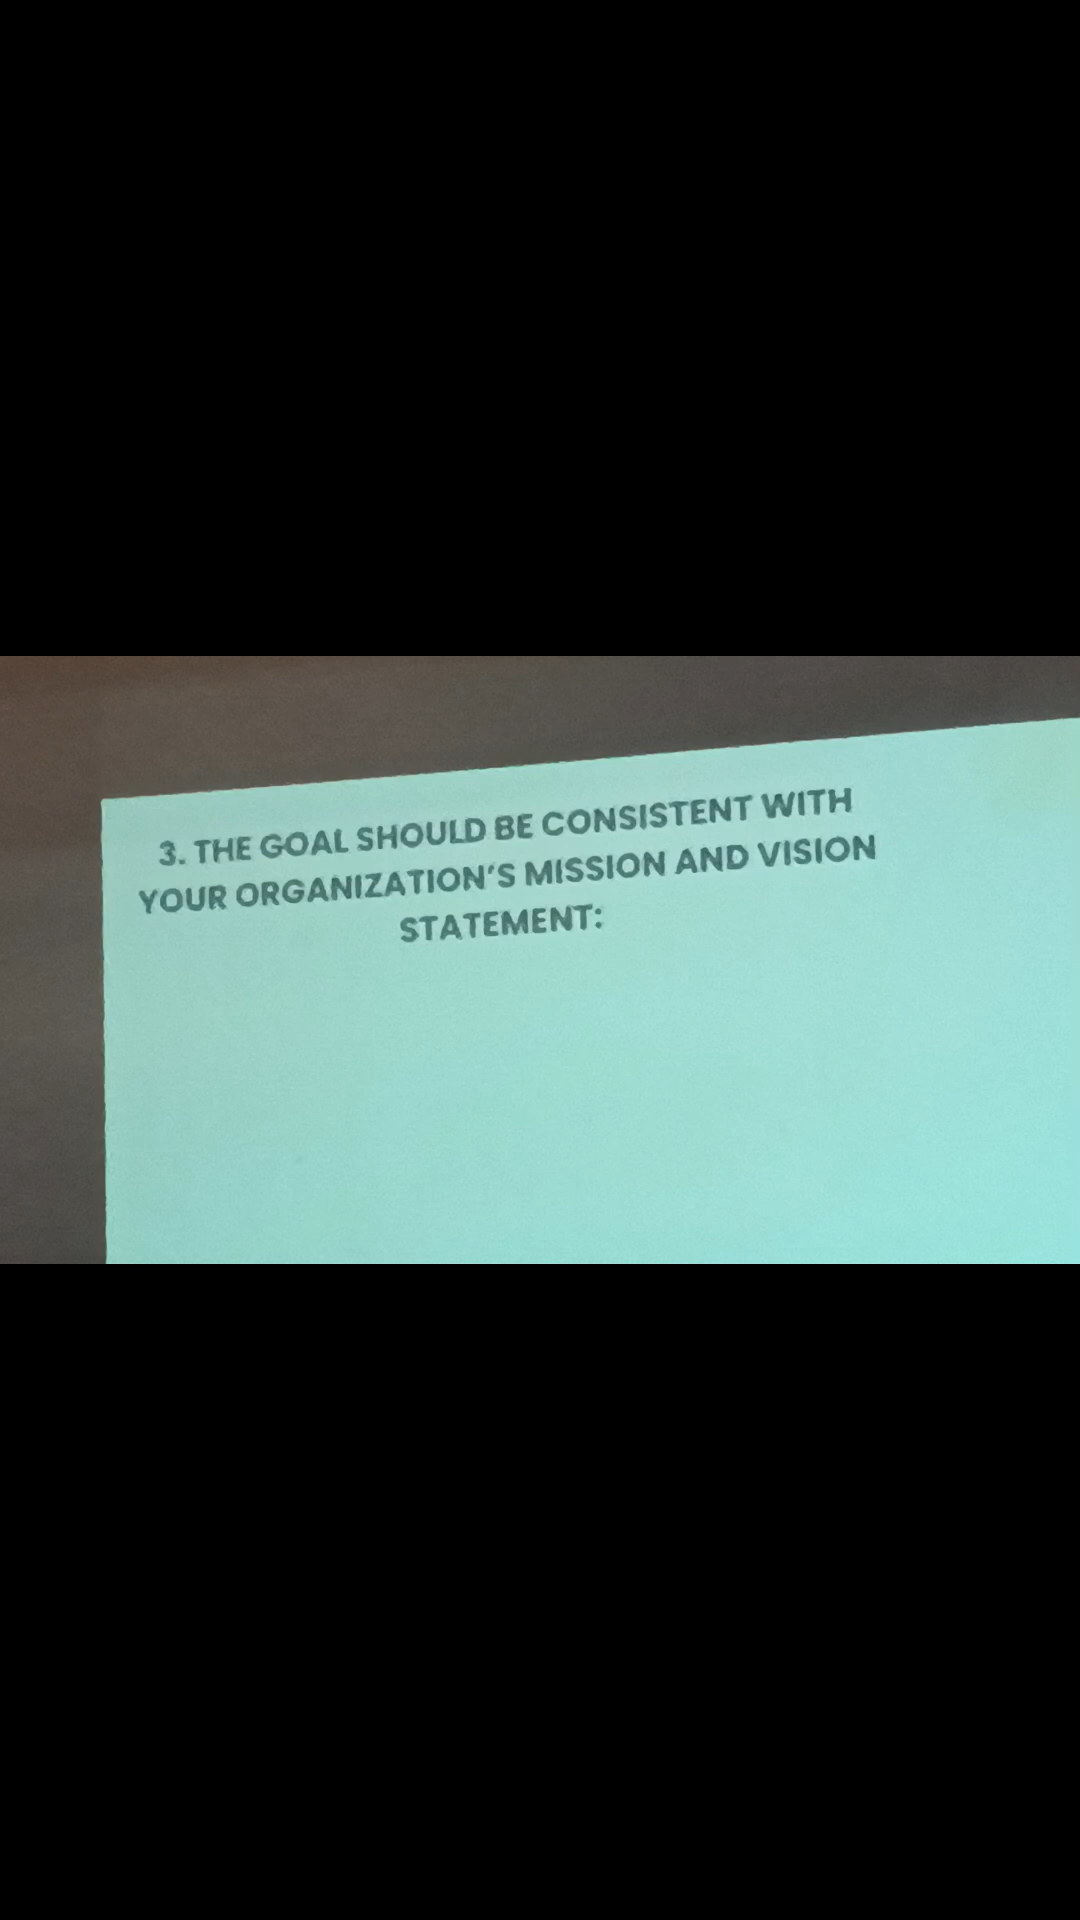 3. THE GOAL SHOULD BE CONSISTENT WITH
YOUR ORGANIZATION'S MISSION AND VISION
STATEMENT: